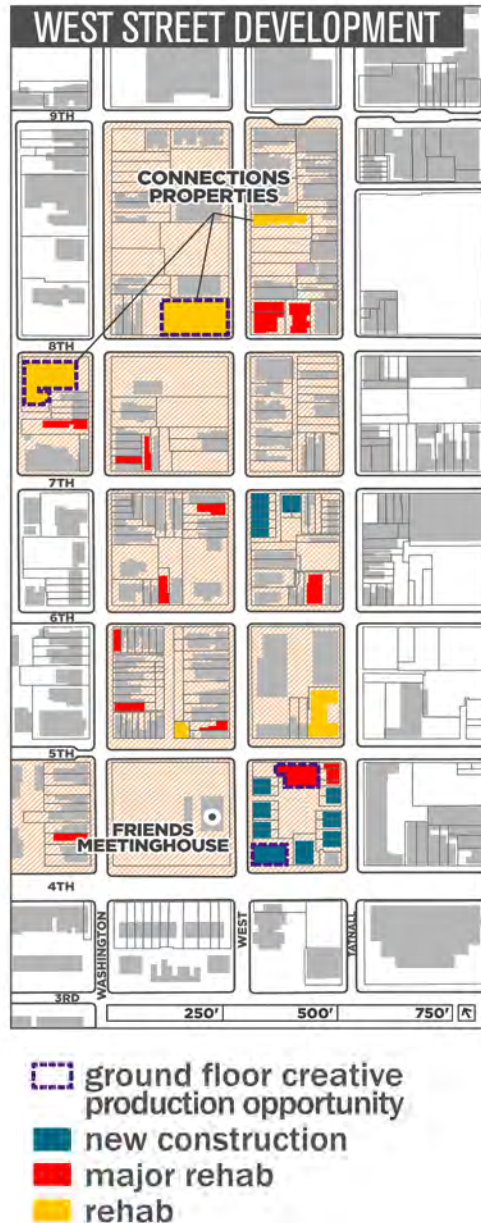 WEST STREET DEVELOPMENT
9TH
CONNECTIONS
PROPERTIES
8TH
7TH
6TH
5TH
FRIENDS
MEETINGHOUSE
4TH
WASHINGTON
WEST
TATNALL
3RD
250'
500'
750'
ground floor creative
production opportunity
new construction
major rehab
rehab